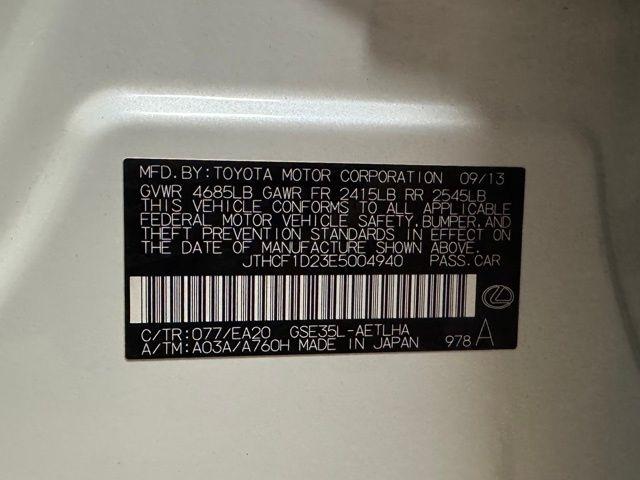 MFD.BY:TOYOTA MOTOR CORPORATION 09/13
GVWR 4685LB GAWR FR 2415LB RR 2545LB
THIS VEHICLE CONFORMS TO ALL APPLICABLE
FEDERAL MOTOR VEHICLE SAFETY,BUMPER,AND
THEFT PREVENTION STANDARDS IN EFFECT ON
THE DATE OF MANUFACTURE SHOWN ABOVE.
JTHCF1D23E5004940 PASS.CAR
C/TR:077/EA20 GSE35L-AETLHA
A/TM:A03A/A760H MADE IN JAPAN 978 A